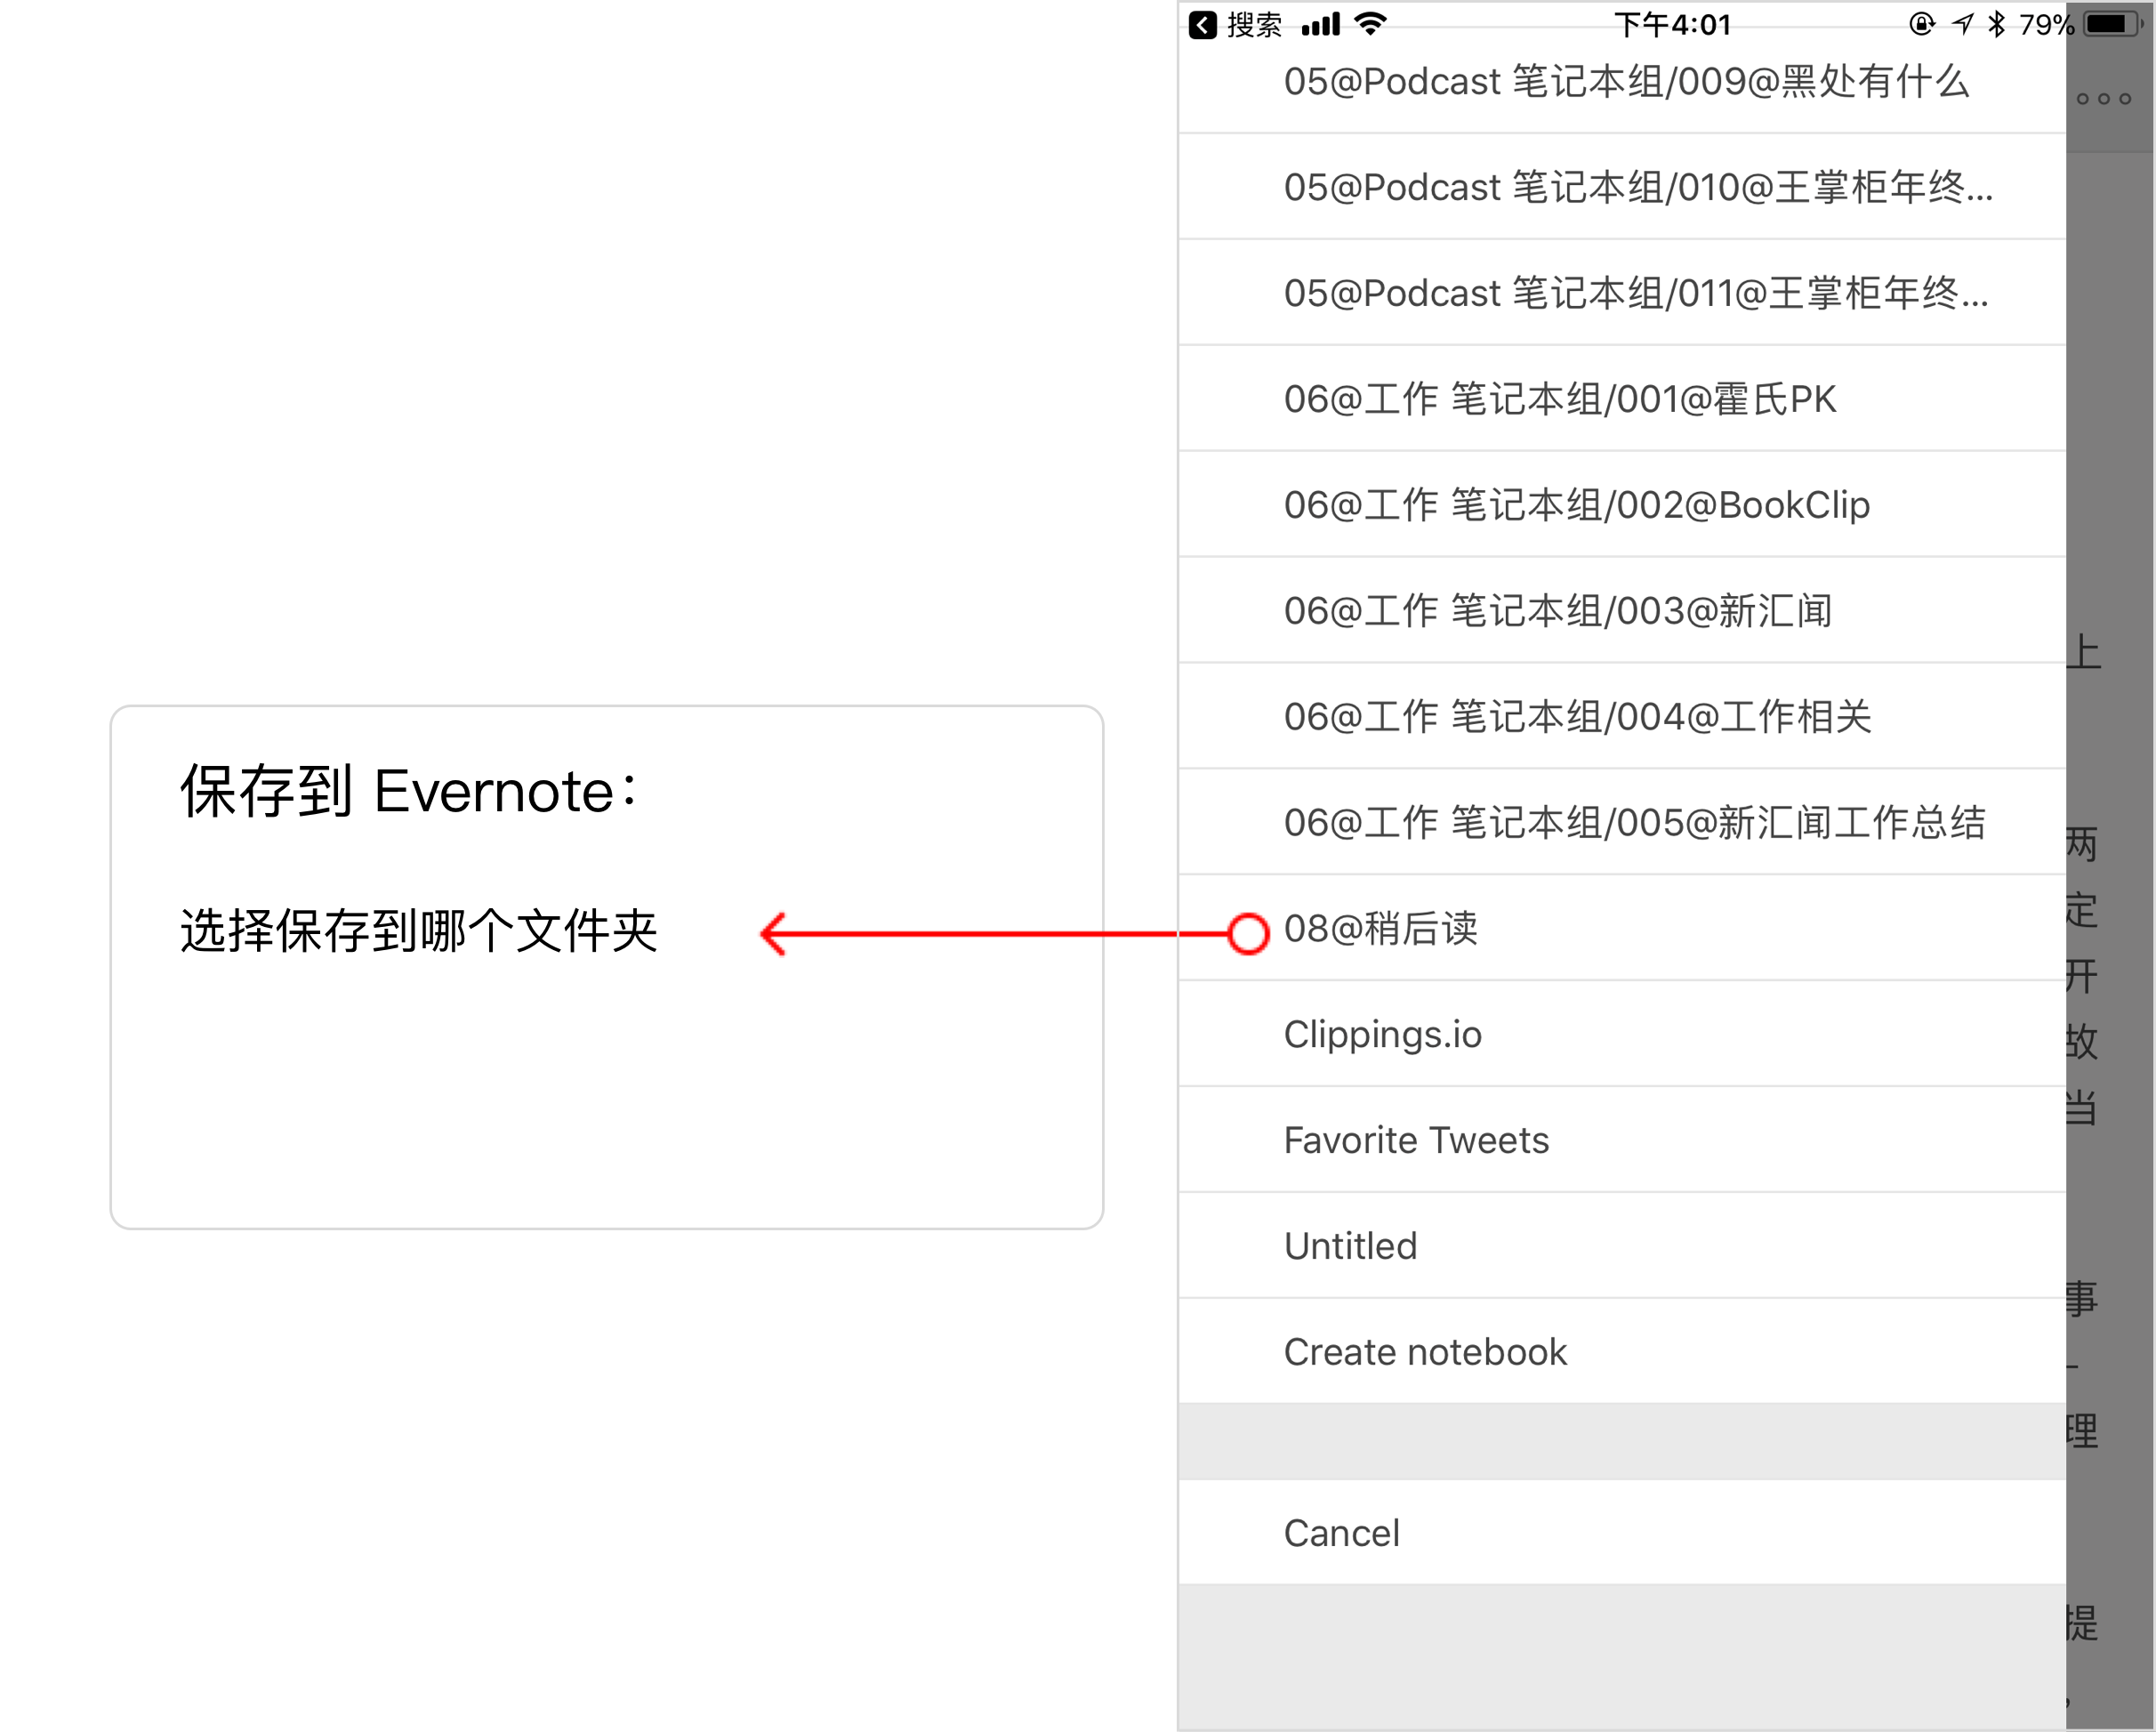 保存到 Evernote：
选择保存到哪个文件夹
搜索
下午4:01
79%
05@Podcast 笔记本组/009@黑处有什么
05@Podcast 笔记本组/010@王掌柜年终...
05@Podcast 笔记本组/011@王掌柜年终...
06@工作 笔记本组/001@霍氏PK
06@工作 笔记本组/002@BookClip
06@工作 笔记本组/003@新汇闻
06@工作 笔记本组/004@工作相关
06@工作 笔记本组/005@新汇闻工作总结
08@稍后读
Clippings.io
Favorite Tweets
Untitled
Create notebook
Cancel
上
两
定
开
故
当
事
理
提